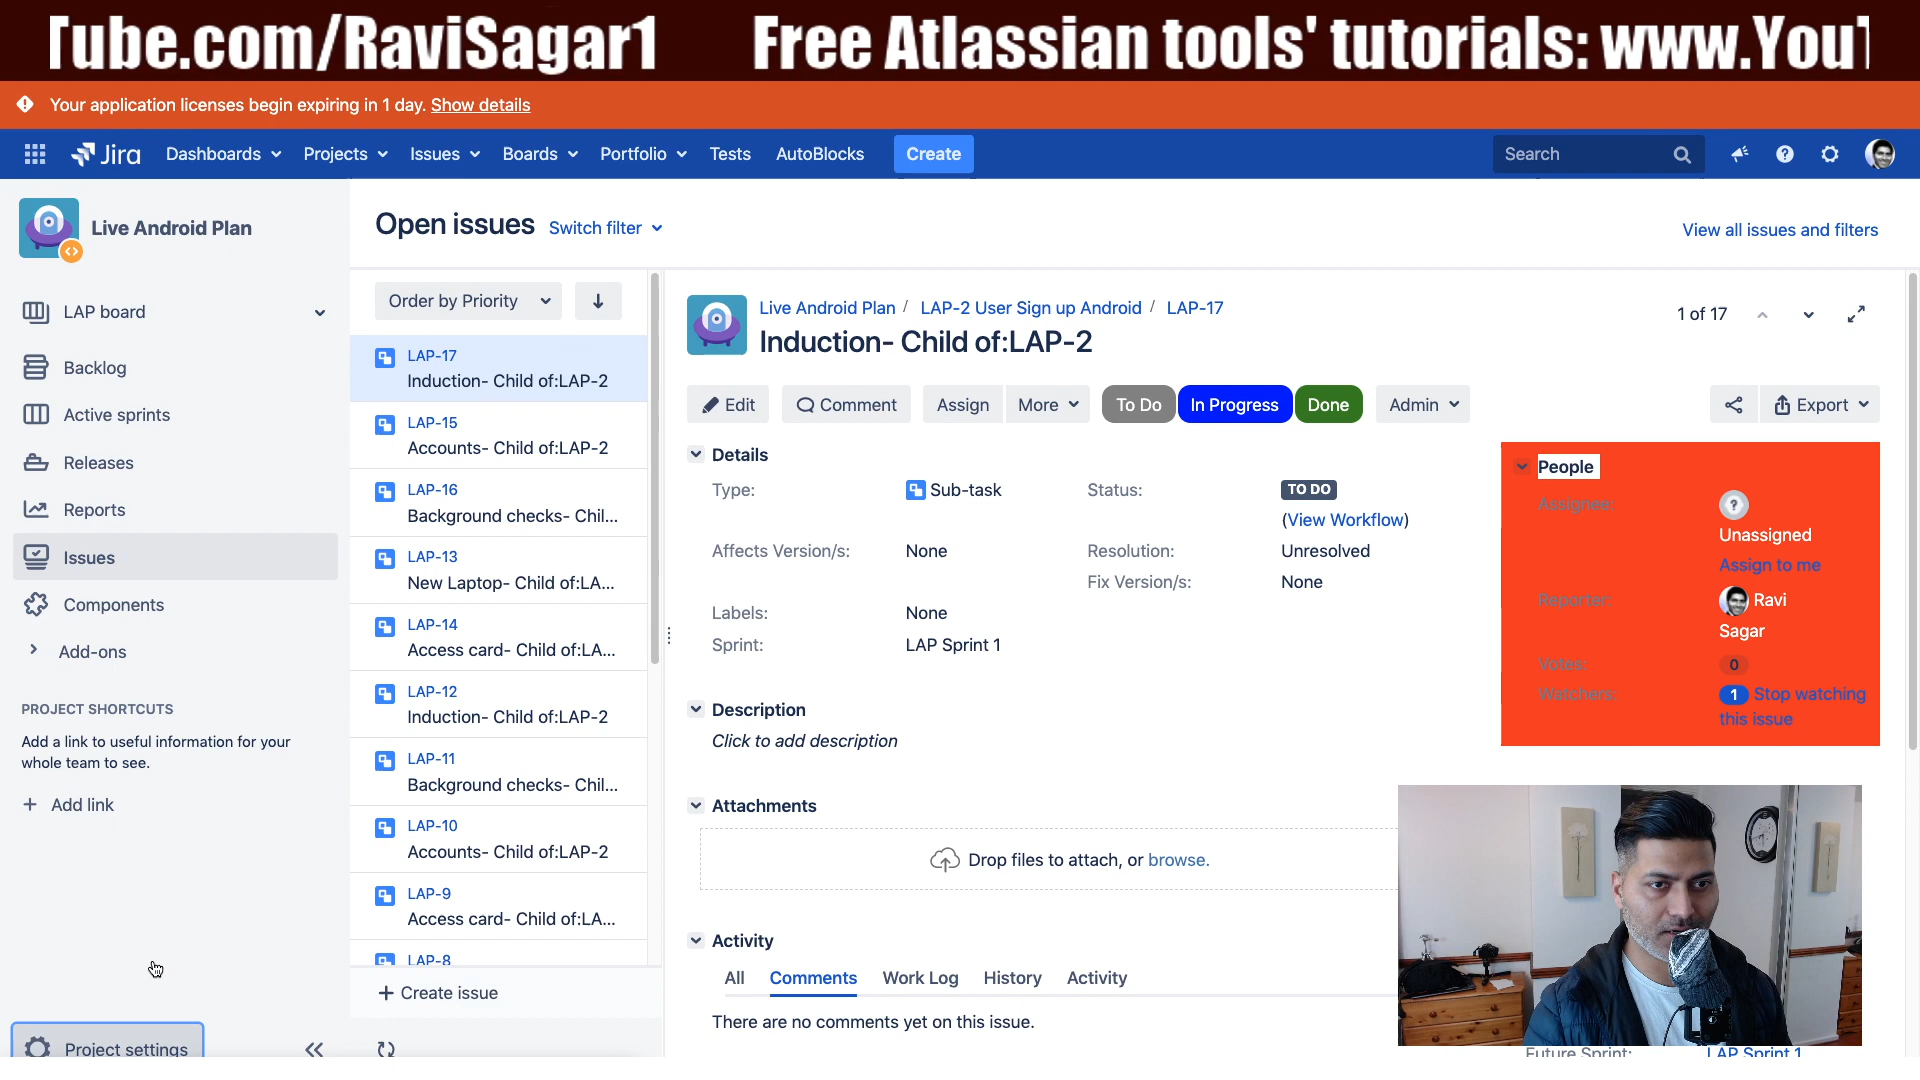 Tube.com/RaviSagar1 Free Atlassian tools' tutorials: www.YouT
Your application licenses begin expiring in 1 day. Show details
Jira Dashboards Projects Issues Boards Portfolio Tests AutoBlocks Create Search
Live Android Plan
LAP board
Backlog
Active sprints
Releases
Reports
Issues
Components
Add-ons
PROJECT SHORTCUTS
Add a link to useful information for your
whole team to see.
Add link
Project settings
Open issues Switch filter
View all issues and filters
Order by Priority
LAP-17
Induction- Child of:LAP-2
LAP-15
Accounts- Child of:LAP-2
LAP-16
Background checks- Chil...
LAP-13
New Laptop- Child of:LA...
LAP-14
Access card- Child of:LA...
LAP-12
Induction- Child of:LAP-2
LAP-11
Background checks- Chil...
LAP-10
Accounts- Child of:LAP-2
LAP-9
Access card- Child of:LA...
LAP-8
Create issue
Live Android Plan / LAP-2 User Sign up Android / LAP-17
Induction- Child of:LAP-2
1 of 17
Edit Comment Assign More To Do In Progress Done Admin Export
Details
Type: Sub-task Status: TO DO
(View Workflow)
Affects Version/s: None Resolution: Unresolved
Fix Version/s: None
Labels: None
Sprint: LAP Sprint 1
Description
Click to add description
Attachments
Drop files to attach, or browse.
Activity
All Comments Work Log History Activity
There are no comments yet on this issue.
People
Assignee: Unassigned
Assign to me
Reporter: Ravi
Sagar
Votes: 0
Watchers: 1 Stop watching
this issue
Future Sprint: LAP Sprint 1